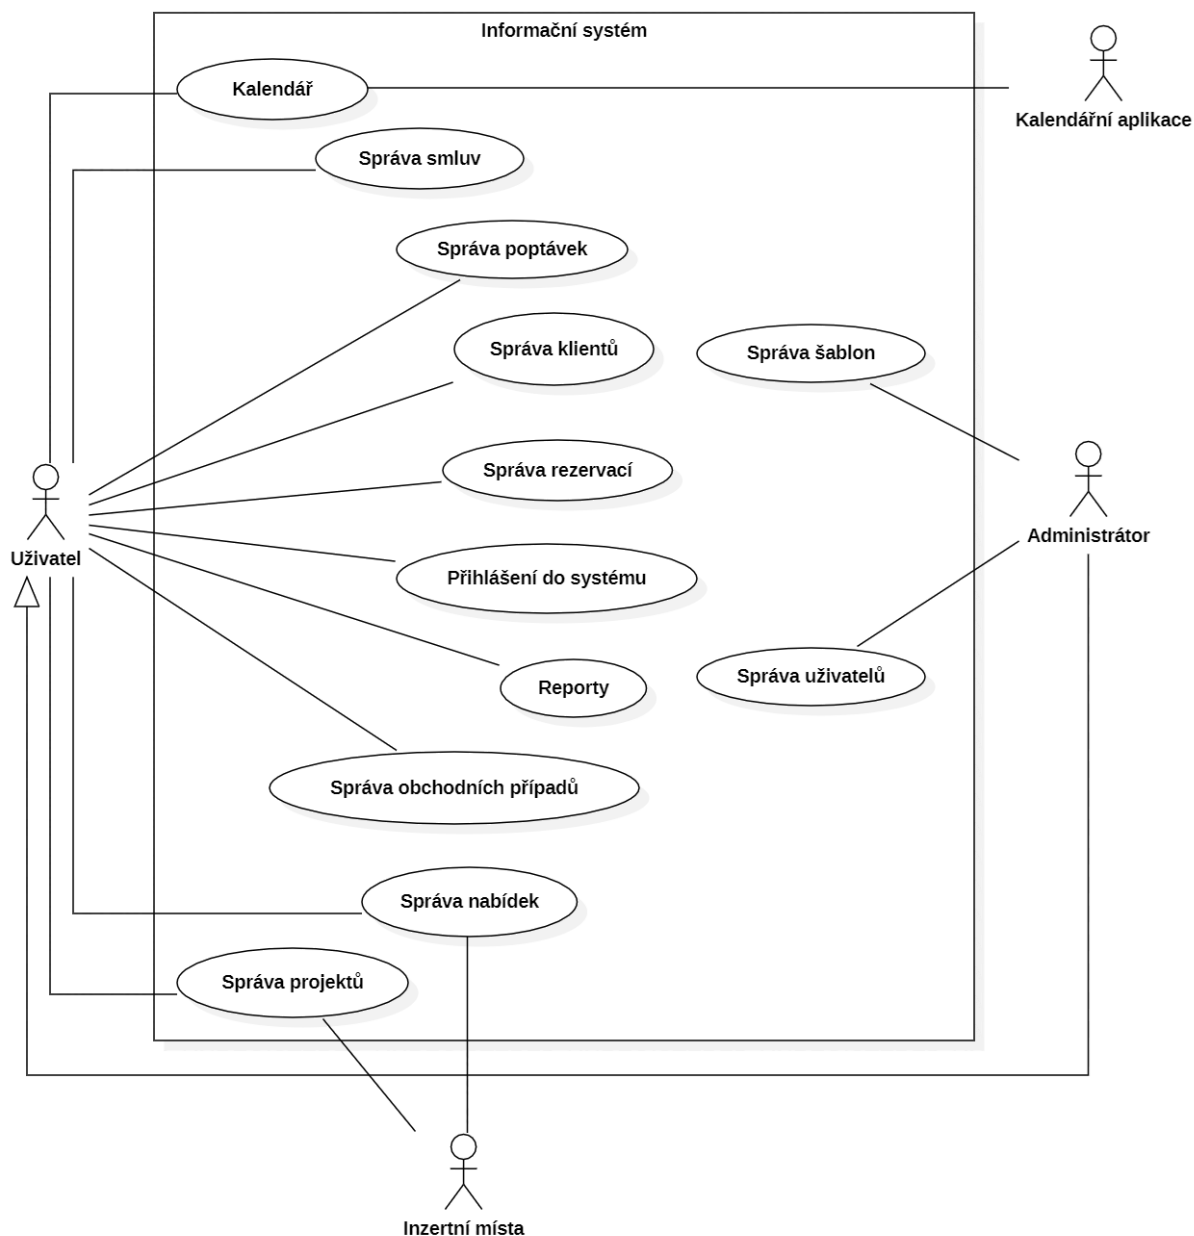 Informační systém
Kalendář
Kalendářní aplikace
Správa smluv
Správa poptávek
Správa klientů
Správa šablon
Správa rezervací
Administrátor
Uživatel
Přihlášení do systému
Správa uživatelů
Reporty
Správa obchodních případů
Správa nabídek
Správa projektů
Inzertní místa